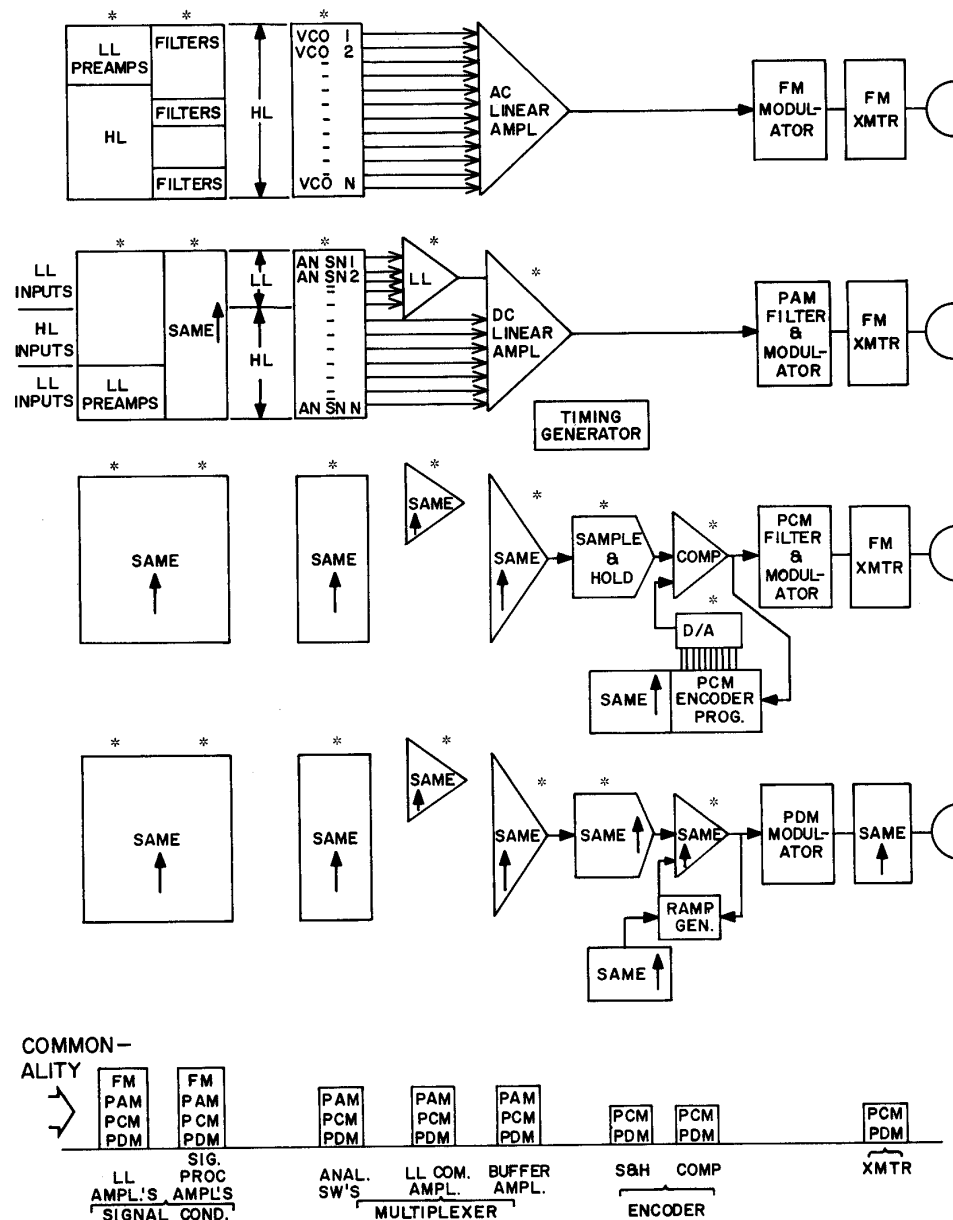 * * *
LL PREAMPS
HL
FILTERS
FILTERS
FILTERS
HL
VCO 1
VCO 2
VCO N
AC LINEAR AMPL
FM MODUL-ATOR
FM XMTR
* * * * *
LL INPUTS
HL INPUTS
LL INPUTS
LL PREAMPS
SAME
LL
HL
AN SN 1
AN SN 2
AN SN N
LL
DC LINEAR AMPL
PAM FILTER & MODUL-ATOR
FM XMTR
TIMING GENERATOR
* * * * * * *
SAME
SAME
SAME
SAME
SAMPLE & HOLD
COMP
PCM FILTER & MODUL-ATOR
FM XMTR
*
D/A
SAME
PCM ENCODER PROG.
* * * * * * *
SAME
SAME
SAME
SAME
SAME
SAME
PDM MODUL-ATOR
SAME
RAMP GEN.
SAME
COMMON-
ALITY
FM PAM PCM PDM
FM PAM PCM PDM
PAM PCM PDM
PAM PCM PDM
PAM PCM PDM
PCM PDM
PCM PDM
PCM PDM
LL AMPL.'S
SIG. PROC AMPL'S
ANAL. SW'S
LL COM. AMPL.
BUFFER AMPL.
S&H
COMP
XMTR
SIGNAL COND.
MULTIPLEXER
ENCODER